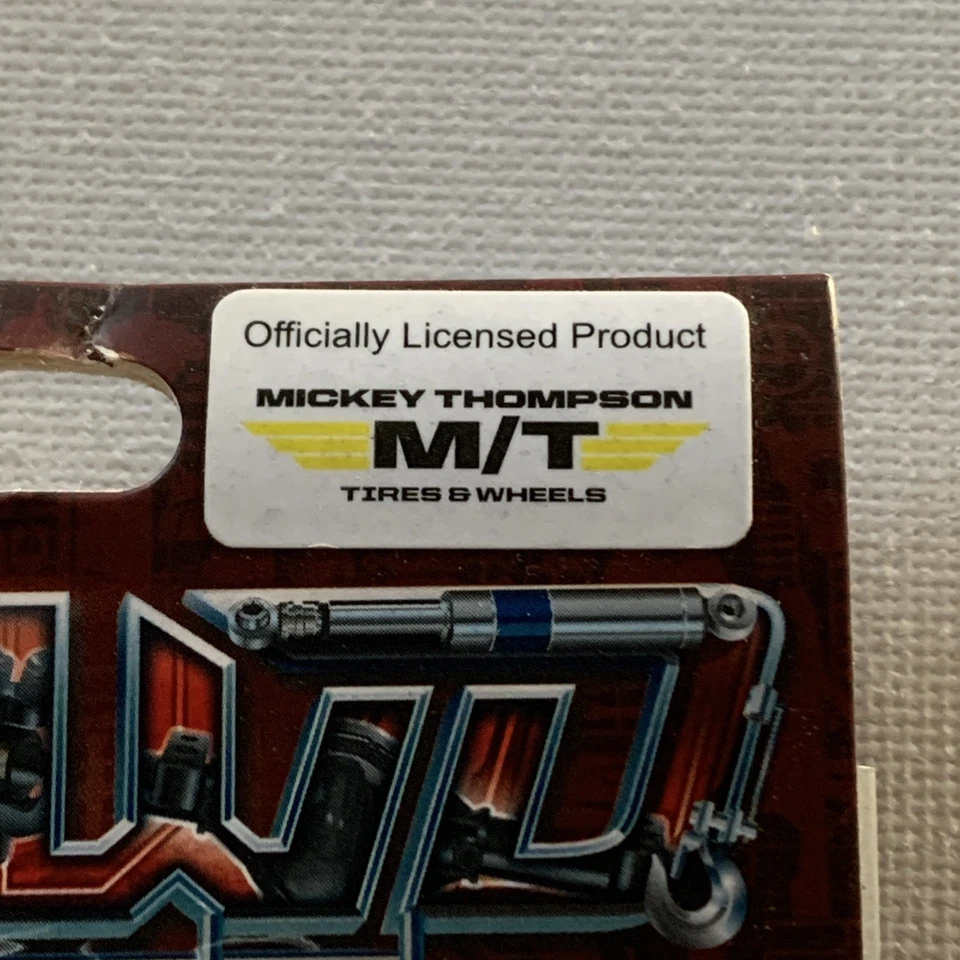 Officially Licensed Product
MICKEY THOMPSON
M/T
TIRES & WHEELS